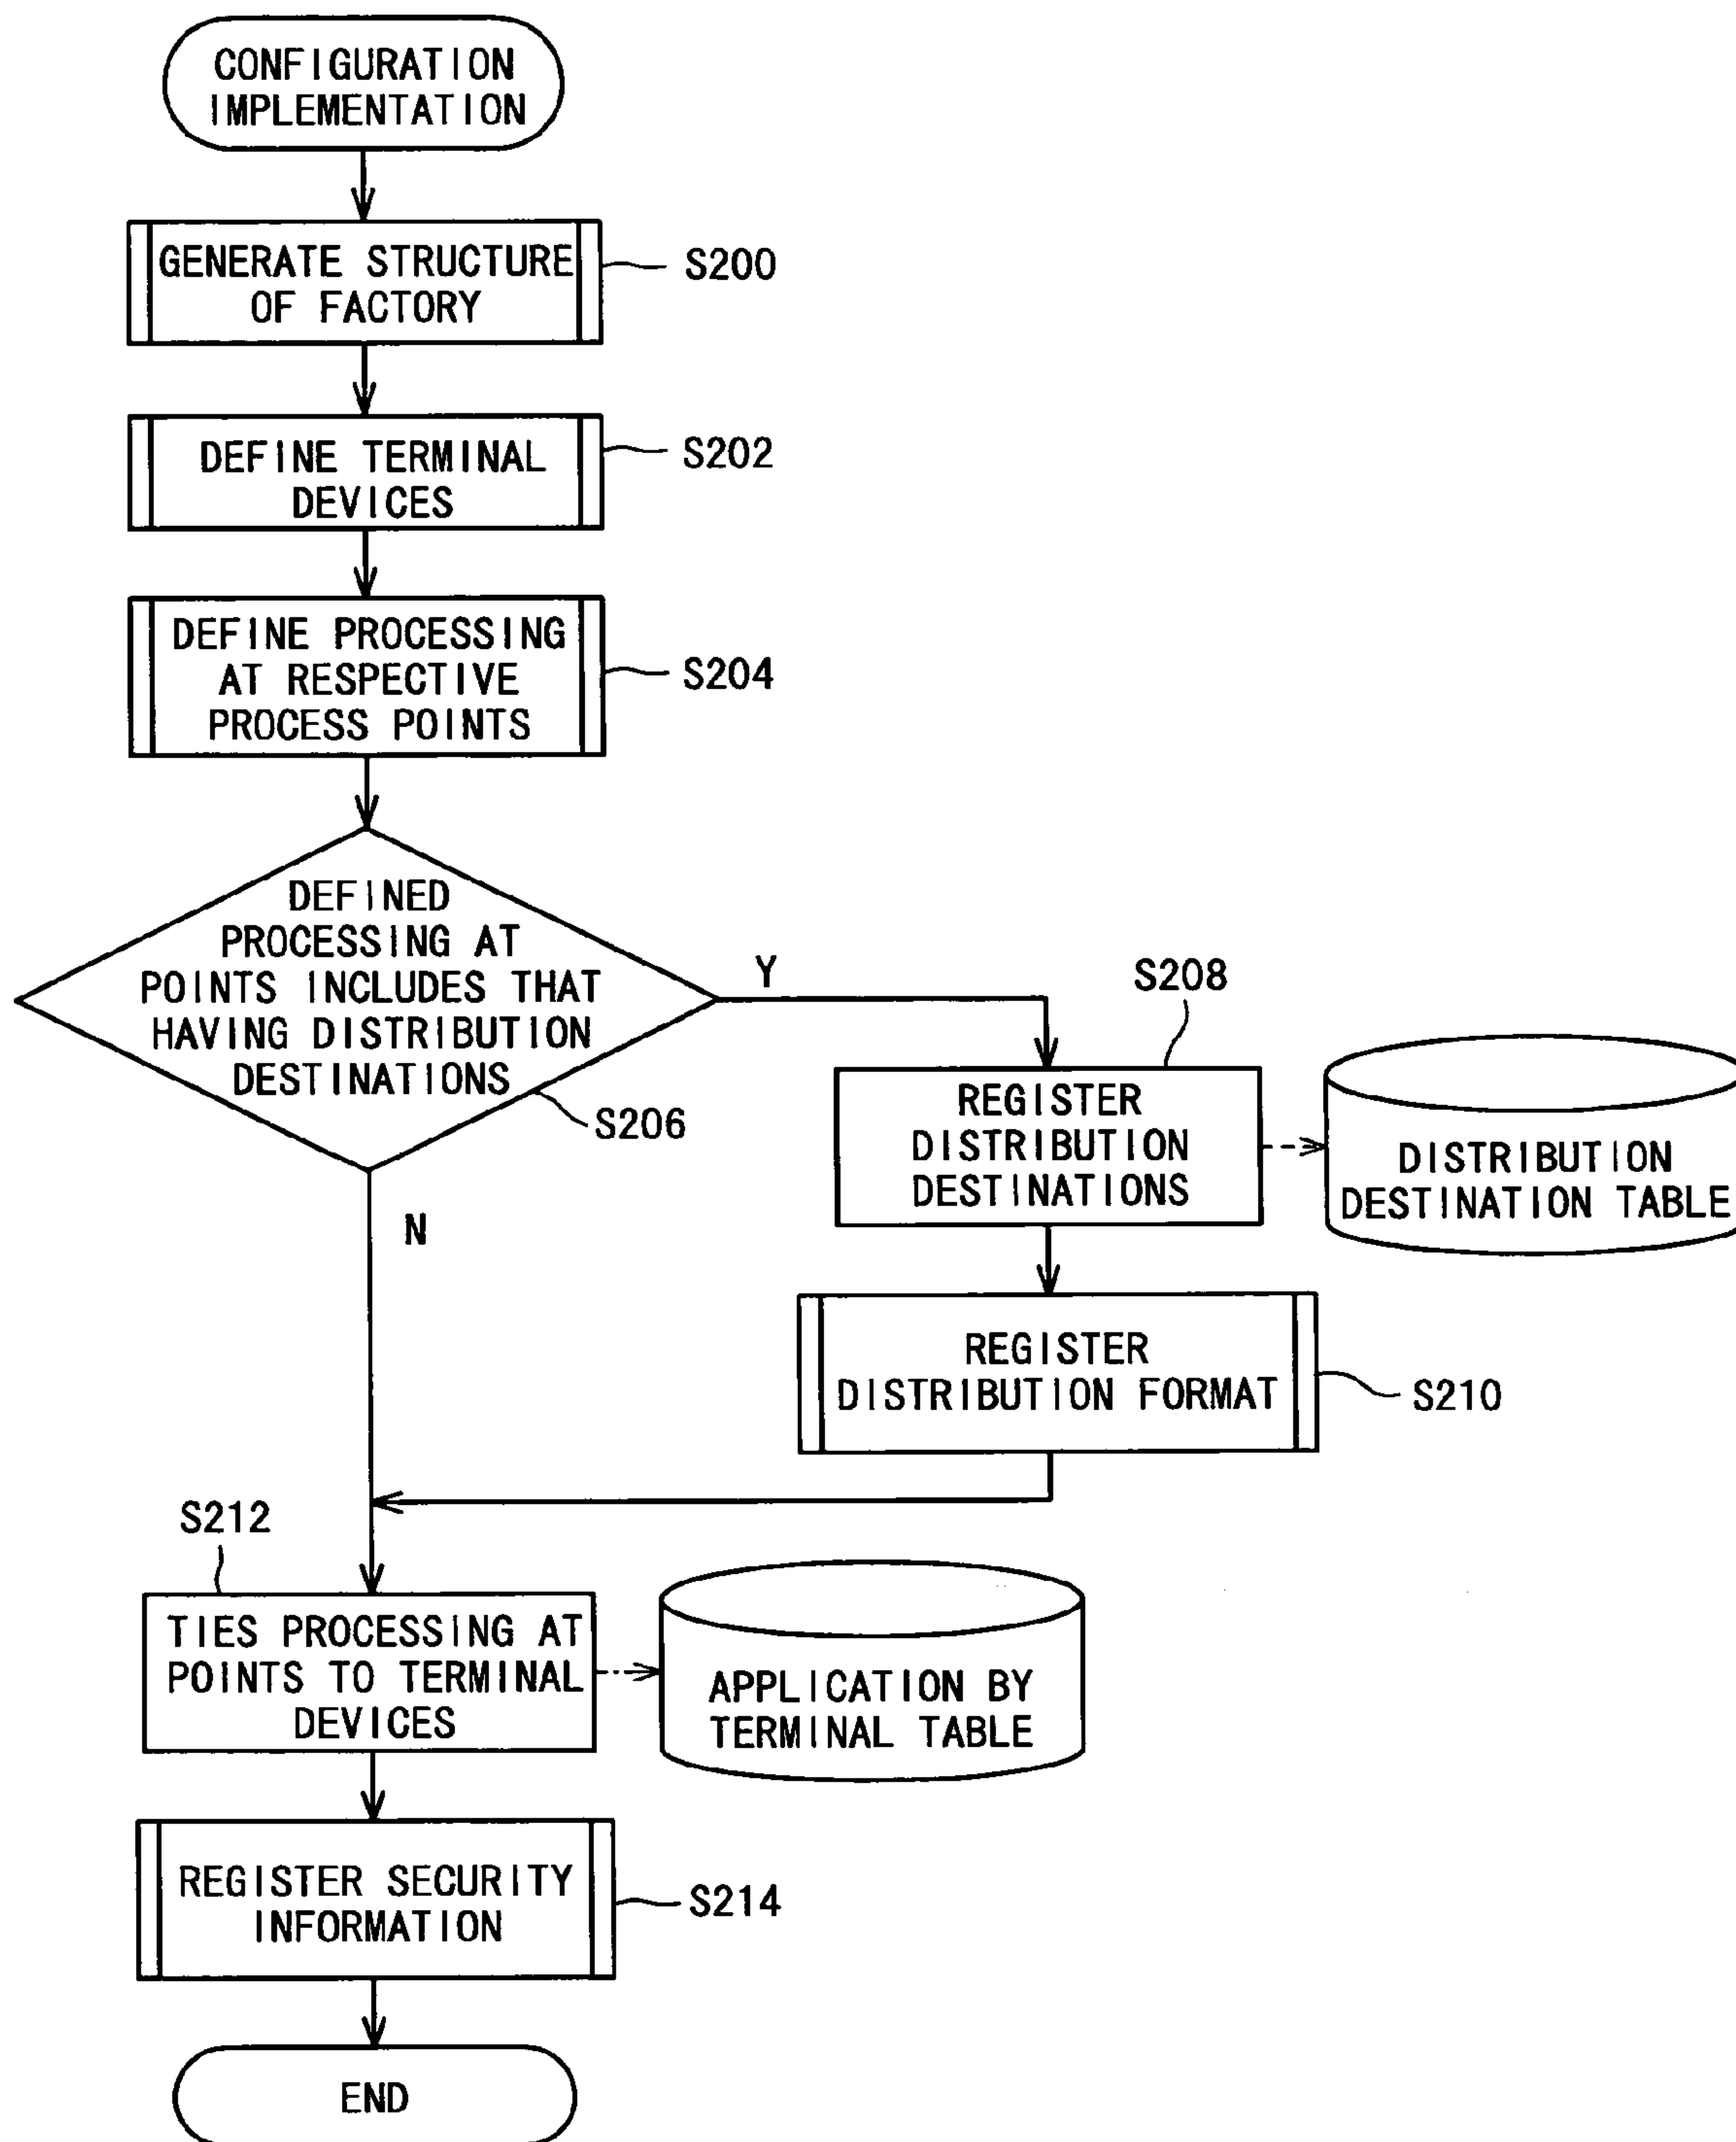 CONFIGURATION
IMPLEMENTATION
GENERATE STRUCTURE
OF FACTORY
S200
DEFINE TERMINAL
DEVICES
S202
DEFINE PROCESSING
AT RESPECTIVE
PROCESS POINTS
S204
DEFINED
PROCESSING AT
POINTS INCLUDES THAT
HAVING DISTRIBUTION
DESTINATIONS
S206
Y
N
S208
REGISTER
DISTRIBUTION
DESTINATIONS
DISTRIBUTION
DESTINATION TABLE
REGISTER
DISTRIBUTION FORMAT
S210
S212
TIES PROCESSING AT
POINTS TO TERMINAL
DEVICES
APPLICATION BY
TERMINAL TABLE
REGISTER SECURITY
INFORMATION
S214
END